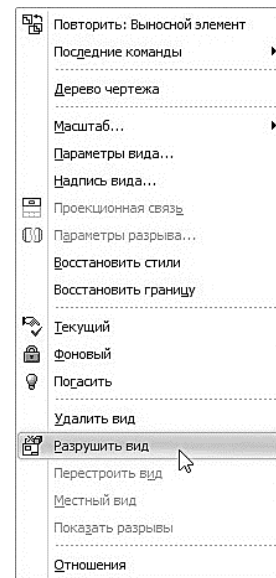 Повторить: Выносной элемент
Последние команды
Дерево чертежа
Масштаб...
Параметры вида...
Надпись вида...
Проекционная связь
Параметры разрыва...
Восстановить стили
Восстановить границу
Текущий
Фоновый
Погасить
Удалить вид
Разрушить вид
Перестроить вид
Местный вид
Показать разрывы
Отношения